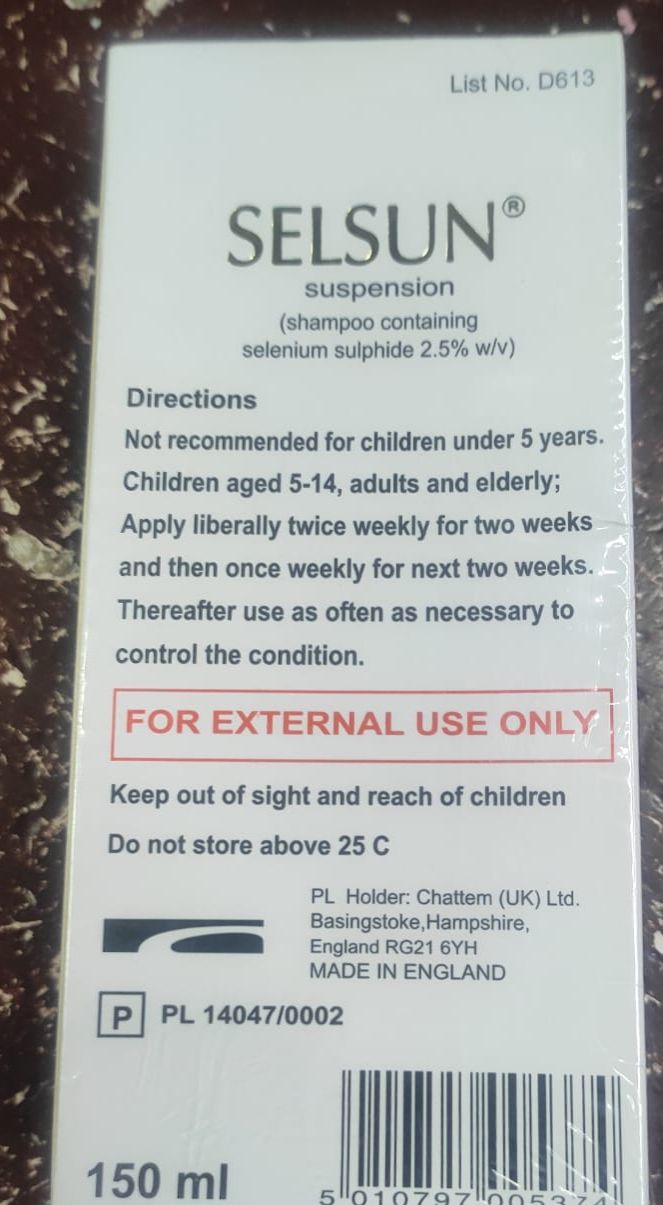 List No. D613
SELSUN®
suspension
(shampoo containing
selenium sulphide 2.5% w/v)
Directions
Not recommended for children under 5 years.
Children aged 5-14, adults and elderly;
Apply liberally twice weekly for two weeks
and then once weekly for next two weeks.
Thereafter use as often as necessary to
control the condition.
FOR EXTERNAL USE ONLY
Keep out of sight and reach of children
Do not store above 25 C
PL Holder: Chattem (UK) Ltd.
Basingstoke,Hampshire,
England RG21 6YH
MADE IN ENGLAND
P PL 14047/0002
150 ml
5 010797 005374